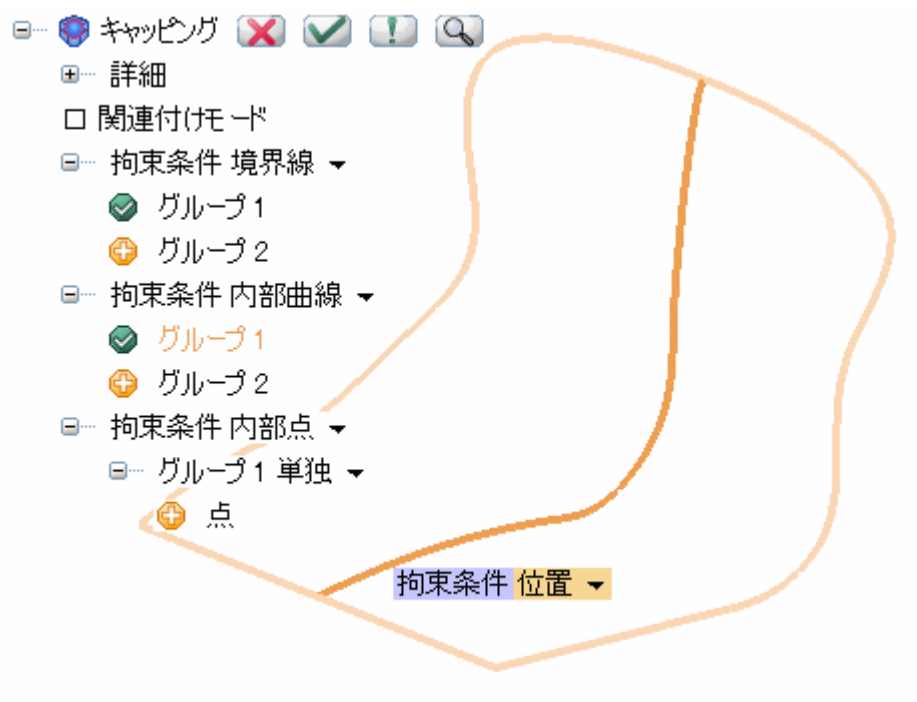 キャッピング
詳細
関連付けモード
拘束条件 境界線
グループ 1
グループ 2
拘束条件 内部曲線
グループ 1
グループ 2
拘束条件 内部点
グループ 1 単独
点
拘束条件 位置